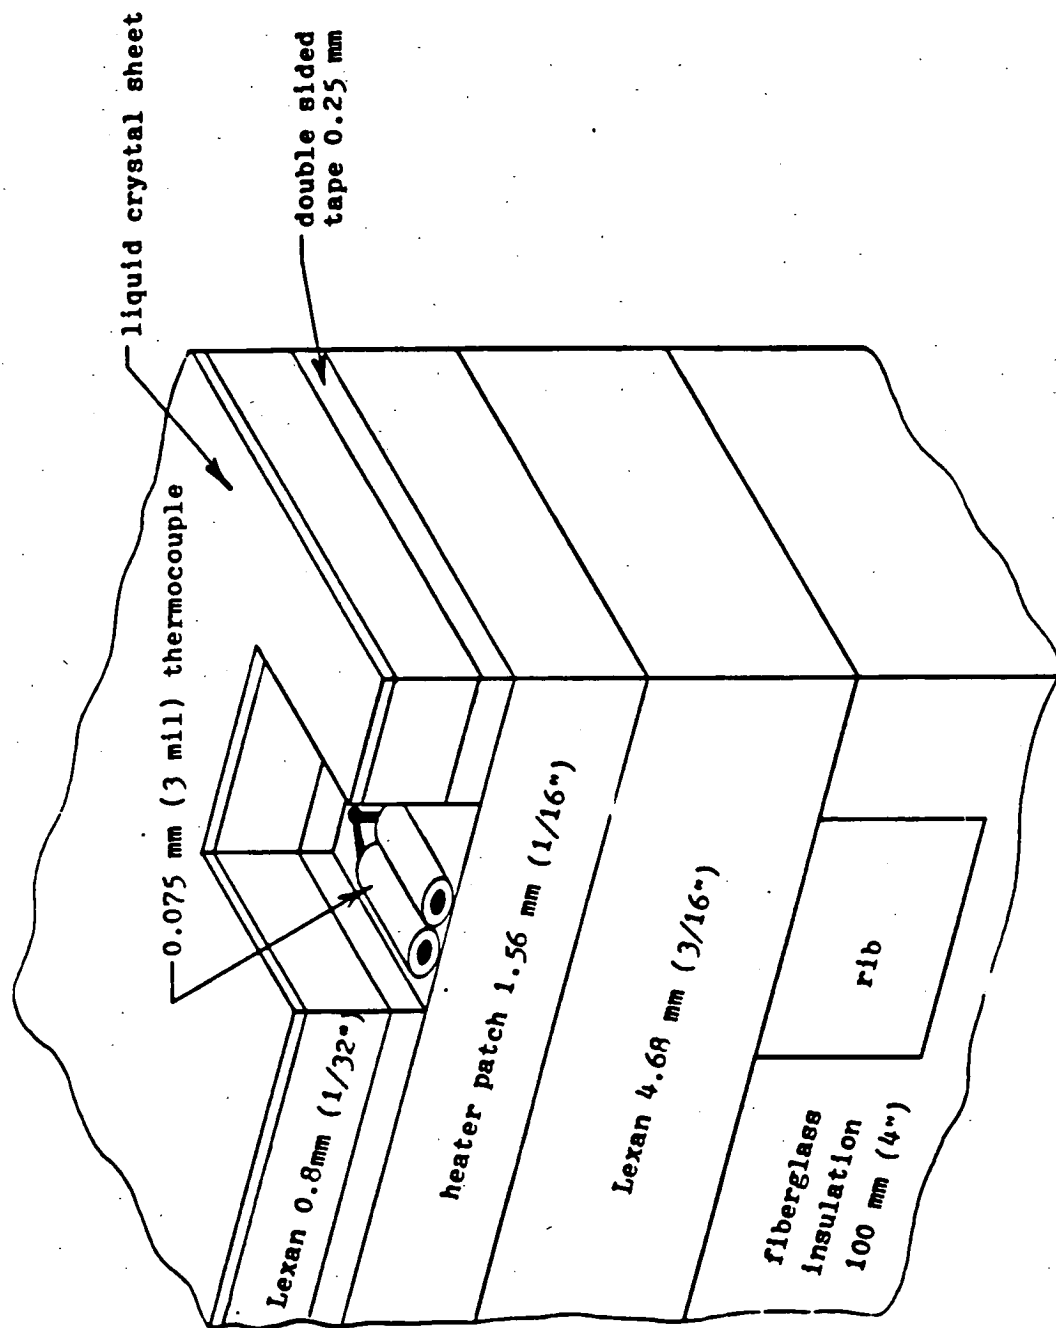 liquid crystal sheet
double sided
tape 0.25 mm
0.075 mm (3 mil) thermocouple
Lexan 0.8mm (1/32")
heater patch 1.56 mm (1/16")
Lexan 4.68 mm (3/16")
rib
fiberglass
insulation
100 mm (4")